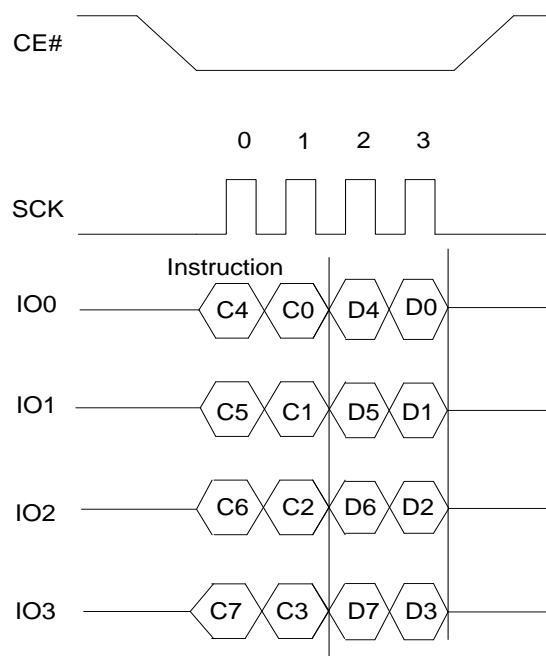 CE#
0 1 2 3
SCK
Instruction
IO0 C4 C0 D4 D0
IO1 C5 C1 D5 D1
IO2 C6 C2 D6 D2
IO3 C7 C3 D7 D3